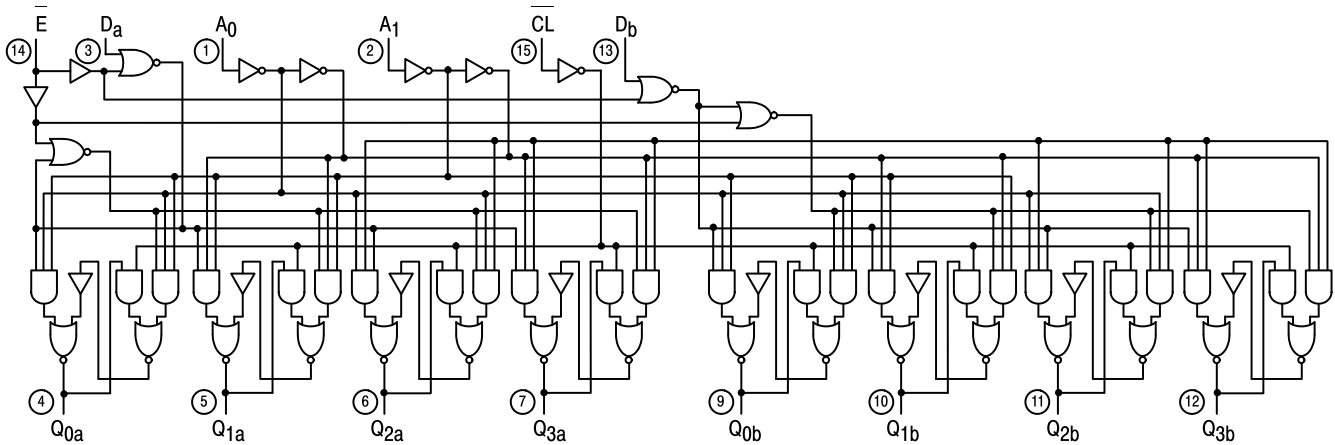 E Dₐ A₀ A₁ CL D_b
14 3 1 2 15 13
4 5 6 7 9 10 11 12
Q₀ₐ Q₁ₐ Q₂ₐ Q₃ₐ Q₀b Q₁b Q₂b Q₃b